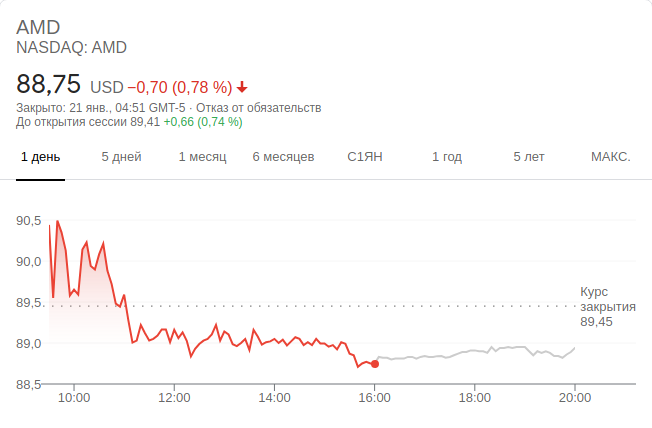 AMD
NASDAQ: AMD
88,75 USD −0,70 (0,78 %)
Закрыто: 21 янв., 04:51 GMT-5 · Отказ от обязательств
До открытия сессии 89,41 +0,66 (0,74 %)
1 день 5 дней 1 месяц 6 месяцев С1ЯН 1 год 5 лет МАКС.
90,5
90,0
89,5
89,0
88,5
Курс
закрытия
89,45
10:00 12:00 14:00 16:00 18:00 20:00